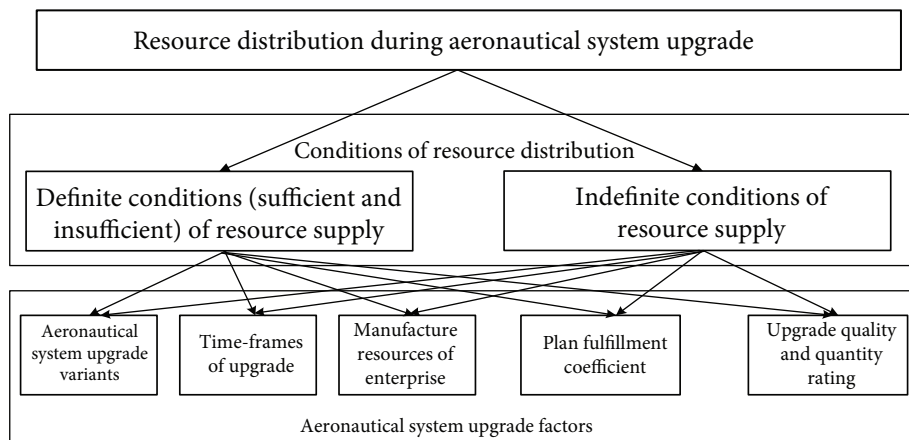 Resource distribution during aeronautical system upgrade
Conditions of resource distribution
Definite conditions (sufficient and
insufficient) of resource supply
Indefinite conditions of
resource supply
Aeronautical
system upgrade
variants
Time-frames
of upgrade
Manufacture
resources of
enterprise
Plan fulfillment
coefficient
Upgrade quality
and quantity
rating
Aeronautical system upgrade factors